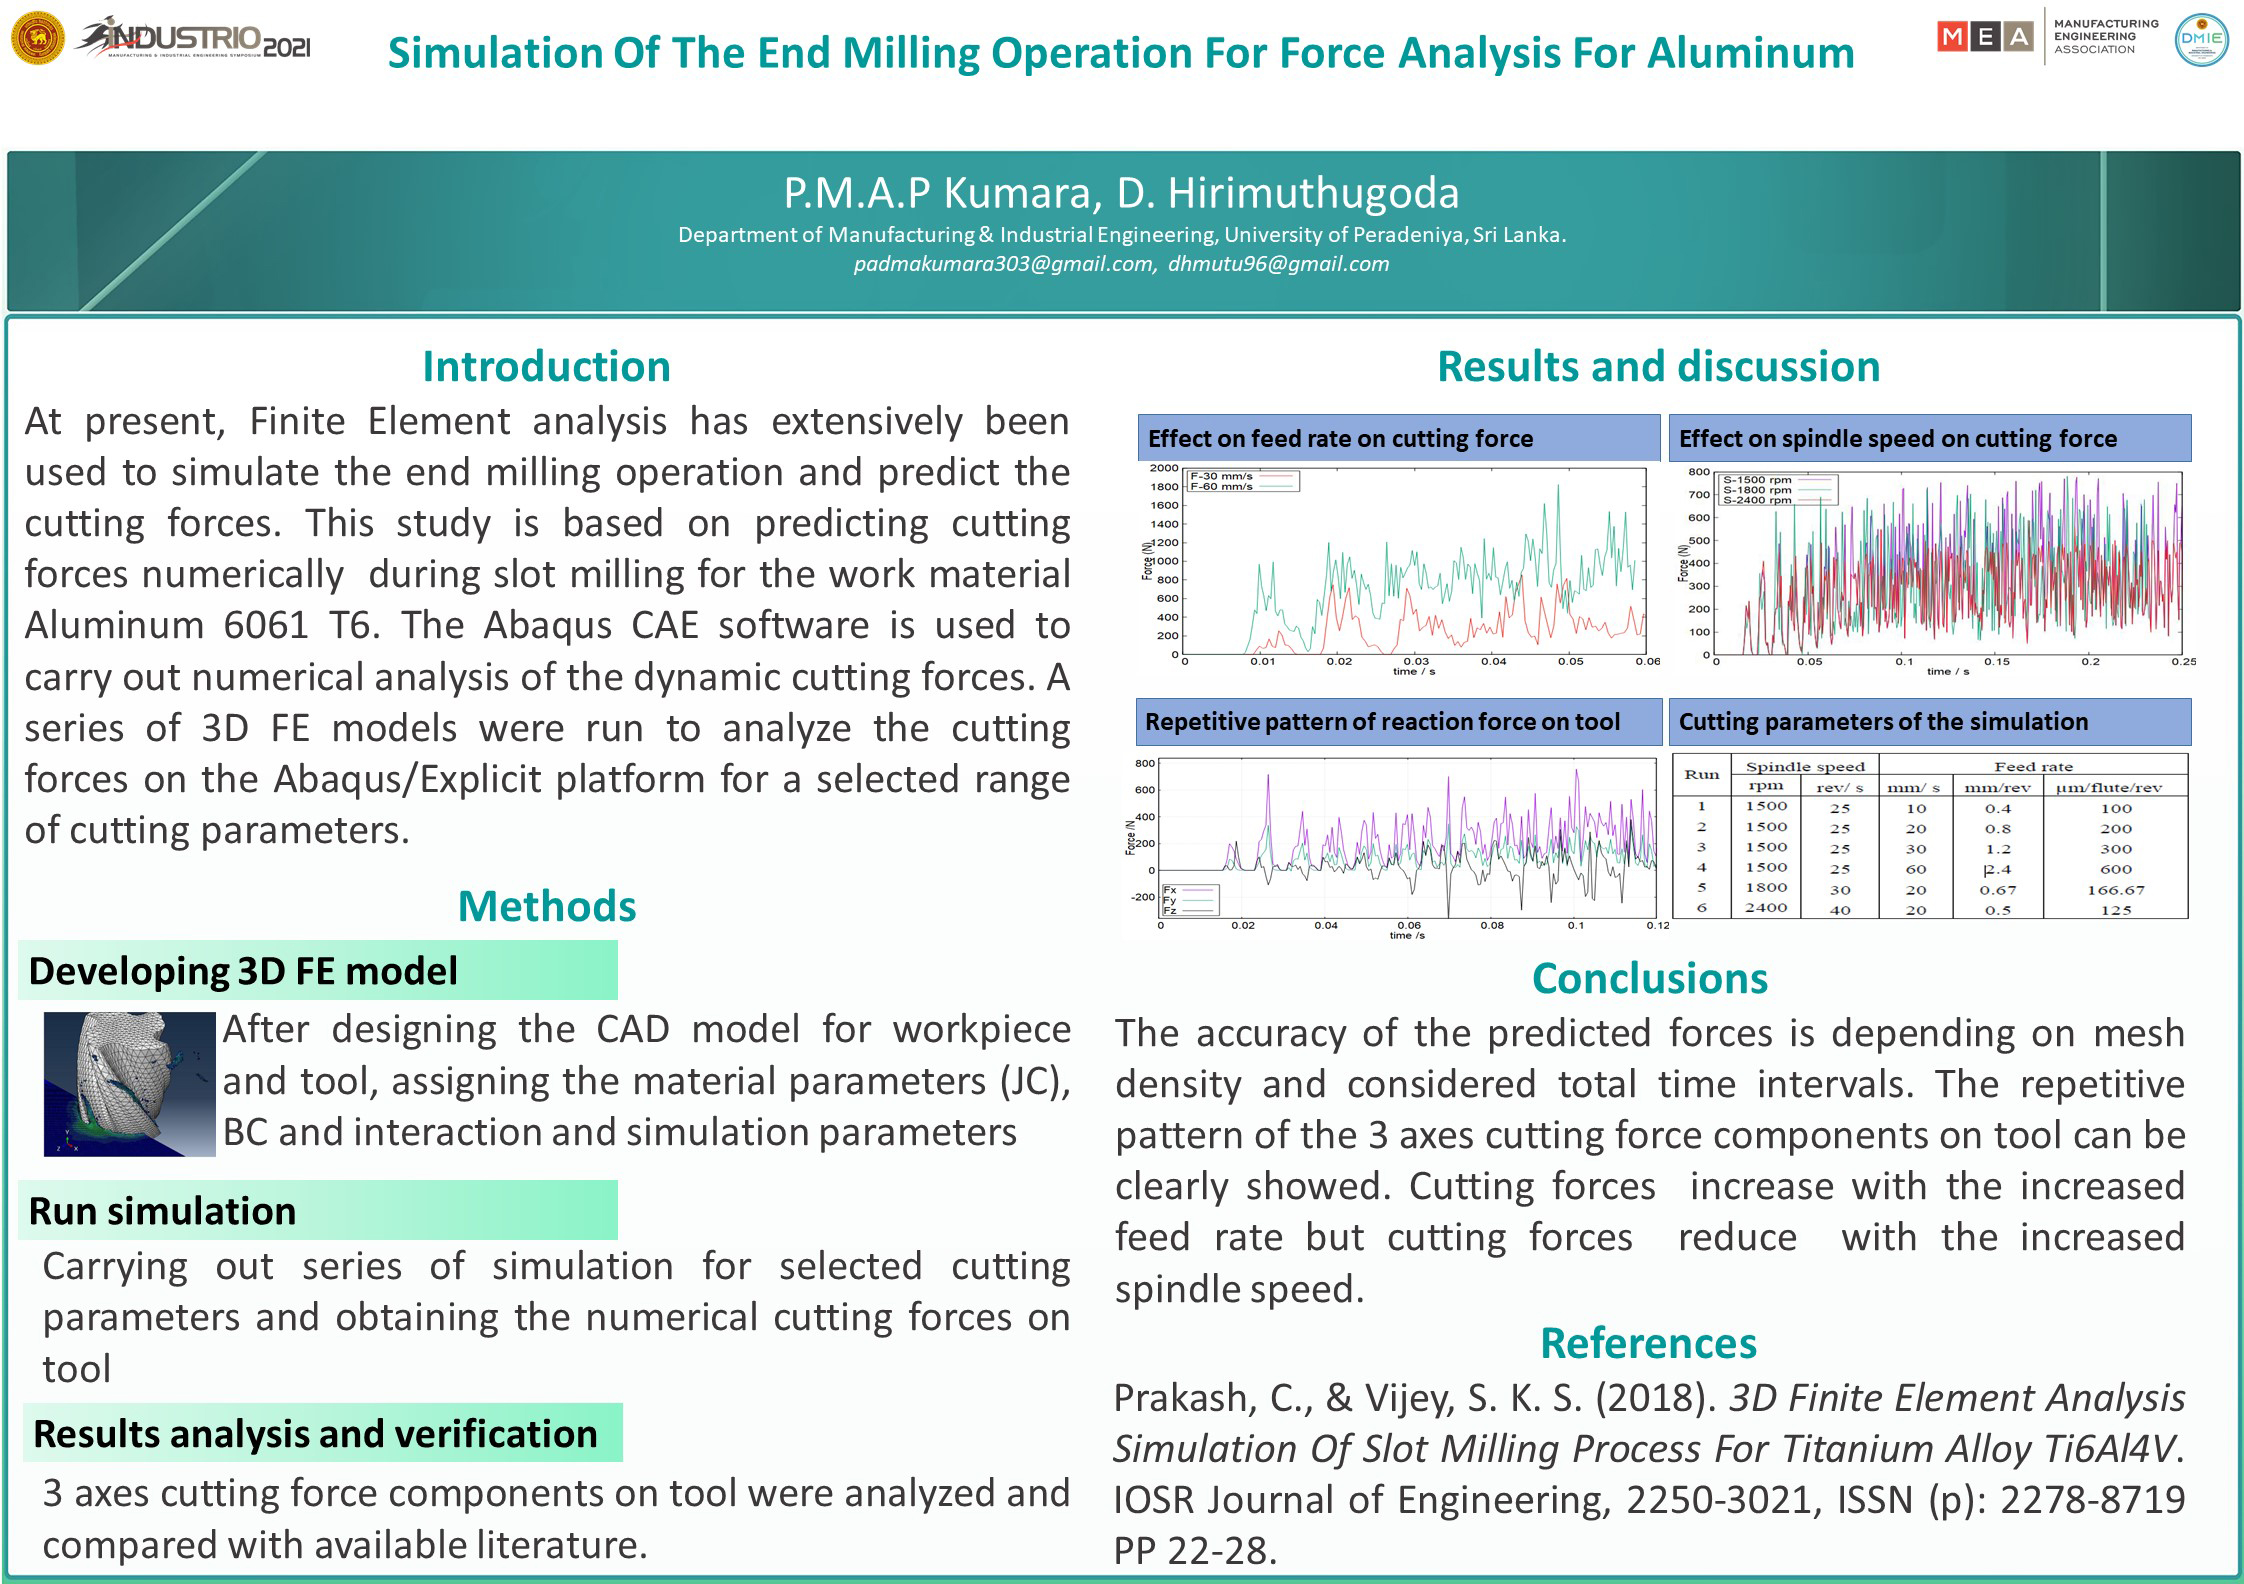 iNDUSTRIO 2021
MANUFACTURING & INDUSTRIAL ENGINEERING SYMPOSIUM
Simulation Of The End Milling Operation For Force Analysis For Aluminum
MEA
MANUFACTURING
ENGINEERING
ASSOCIATION
DMIE
P.M.A.P Kumara, D. Hirimuthugoda
Department of Manufacturing & Industrial Engineering, University of Peradeniya, Sri Lanka.
padmakumara303@gmail.com, dhmutu96@gmail.com
Introduction
At present, Finite Element analysis has extensively been
used to simulate the end milling operation and predict the
cutting forces. This study is based on predicting cutting
forces numerically during slot milling for the work material
Aluminum 6061 T6. The Abaqus CAE software is used to
carry out numerical analysis of the dynamic cutting forces. A
series of 3D FE models were run to analyze the cutting
forces on the Abaqus/Explicit platform for a selected range
of cutting parameters.
Methods
Developing 3D FE model
After designing the CAD model for workpiece
and tool, assigning the material parameters (JC),
BC and interaction and simulation parameters
Run simulation
Carrying out series of simulation for selected cutting
parameters and obtaining the numerical cutting forces on
tool
Results analysis and verification
3 axes cutting force components on tool were analyzed and
compared with available literature.
Results and discussion
Effect on feed rate on cutting force
2000
1800
1600
1400
1200
1000
800
600
400
200
0
Force (N)
F-30 mm/s
F-60 mm/s
0 0.01 0.02 0.03 0.04 0.05 0.06
time / s
Effect on spindle speed on cutting force
800
700
600
500
400
300
200
100
0
Force (N)
S-1500 rpm
S-1800 rpm
S-2400 rpm
0 0.05 0.1 0.15 0.2 0.25
time / s
Repetitive pattern of reaction force on tool
800
600
400
200
0
-200
Force /N
Fx
Fy
Fz
0 0.02 0.04 0.06 0.08 0.1 0.12
time /s
Cutting parameters of the simulation
Run Spindle speed Feed rate
rpm rev/ s mm/ s mm/rev µm/flute/rev
1 1500 25 10 0.4 100
2 1500 25 20 0.8 200
3 1500 25 30 1.2 300
4 1500 25 60 2.4 600
5 1800 30 20 0.67 166.67
6 2400 40 20 0.5 125
Conclusions
The accuracy of the predicted forces is depending on mesh
density and considered total time intervals. The repetitive
pattern of the 3 axes cutting force components on tool can be
clearly showed. Cutting forces increase with the increased
feed rate but cutting forces reduce with the increased
spindle speed.
References
Prakash, C., & Vijey, S. K. S. (2018). 3D Finite Element Analysis
Simulation Of Slot Milling Process For Titanium Alloy Ti6Al4V.
IOSR Journal of Engineering, 2250-3021, ISSN (p): 2278-8719
PP 22-28.